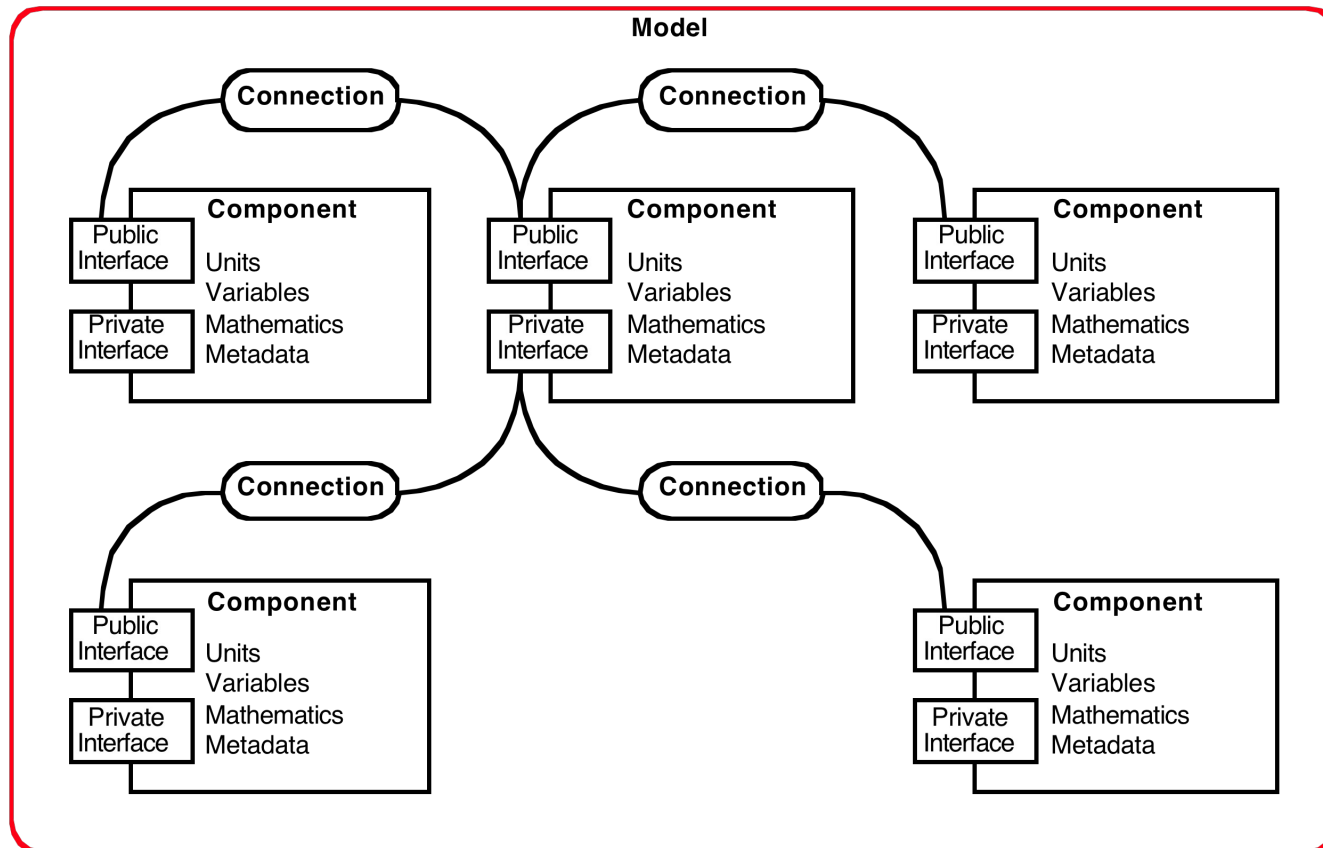 Model
Connection
Connection
Component
Public
Interface
Units
Variables
Private
Interface
Mathematics
Metadata
Component
Public
Interface
Units
Variables
Private
Interface
Mathematics
Metadata
Component
Public
Interface
Units
Variables
Private
Interface
Mathematics
Metadata
Connection
Connection
Component
Public
Interface
Units
Variables
Private
Interface
Mathematics
Metadata
Component
Public
Interface
Units
Variables
Private
Interface
Mathematics
Metadata